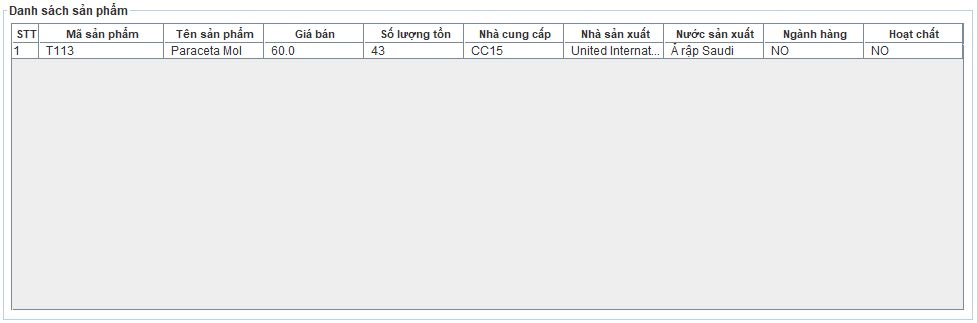 Danh sách sản phẩm
STT Mã sản phẩm Tên sản phẩm Giá bán Số lượng tồn Nhà cung cấp Nhà sản xuất Nước sản xuất Ngành hàng Hoạt chất
1 T113 Paraceta Mol 60.0 43 CC15 United Internat... Ả rập Saudi NO NO